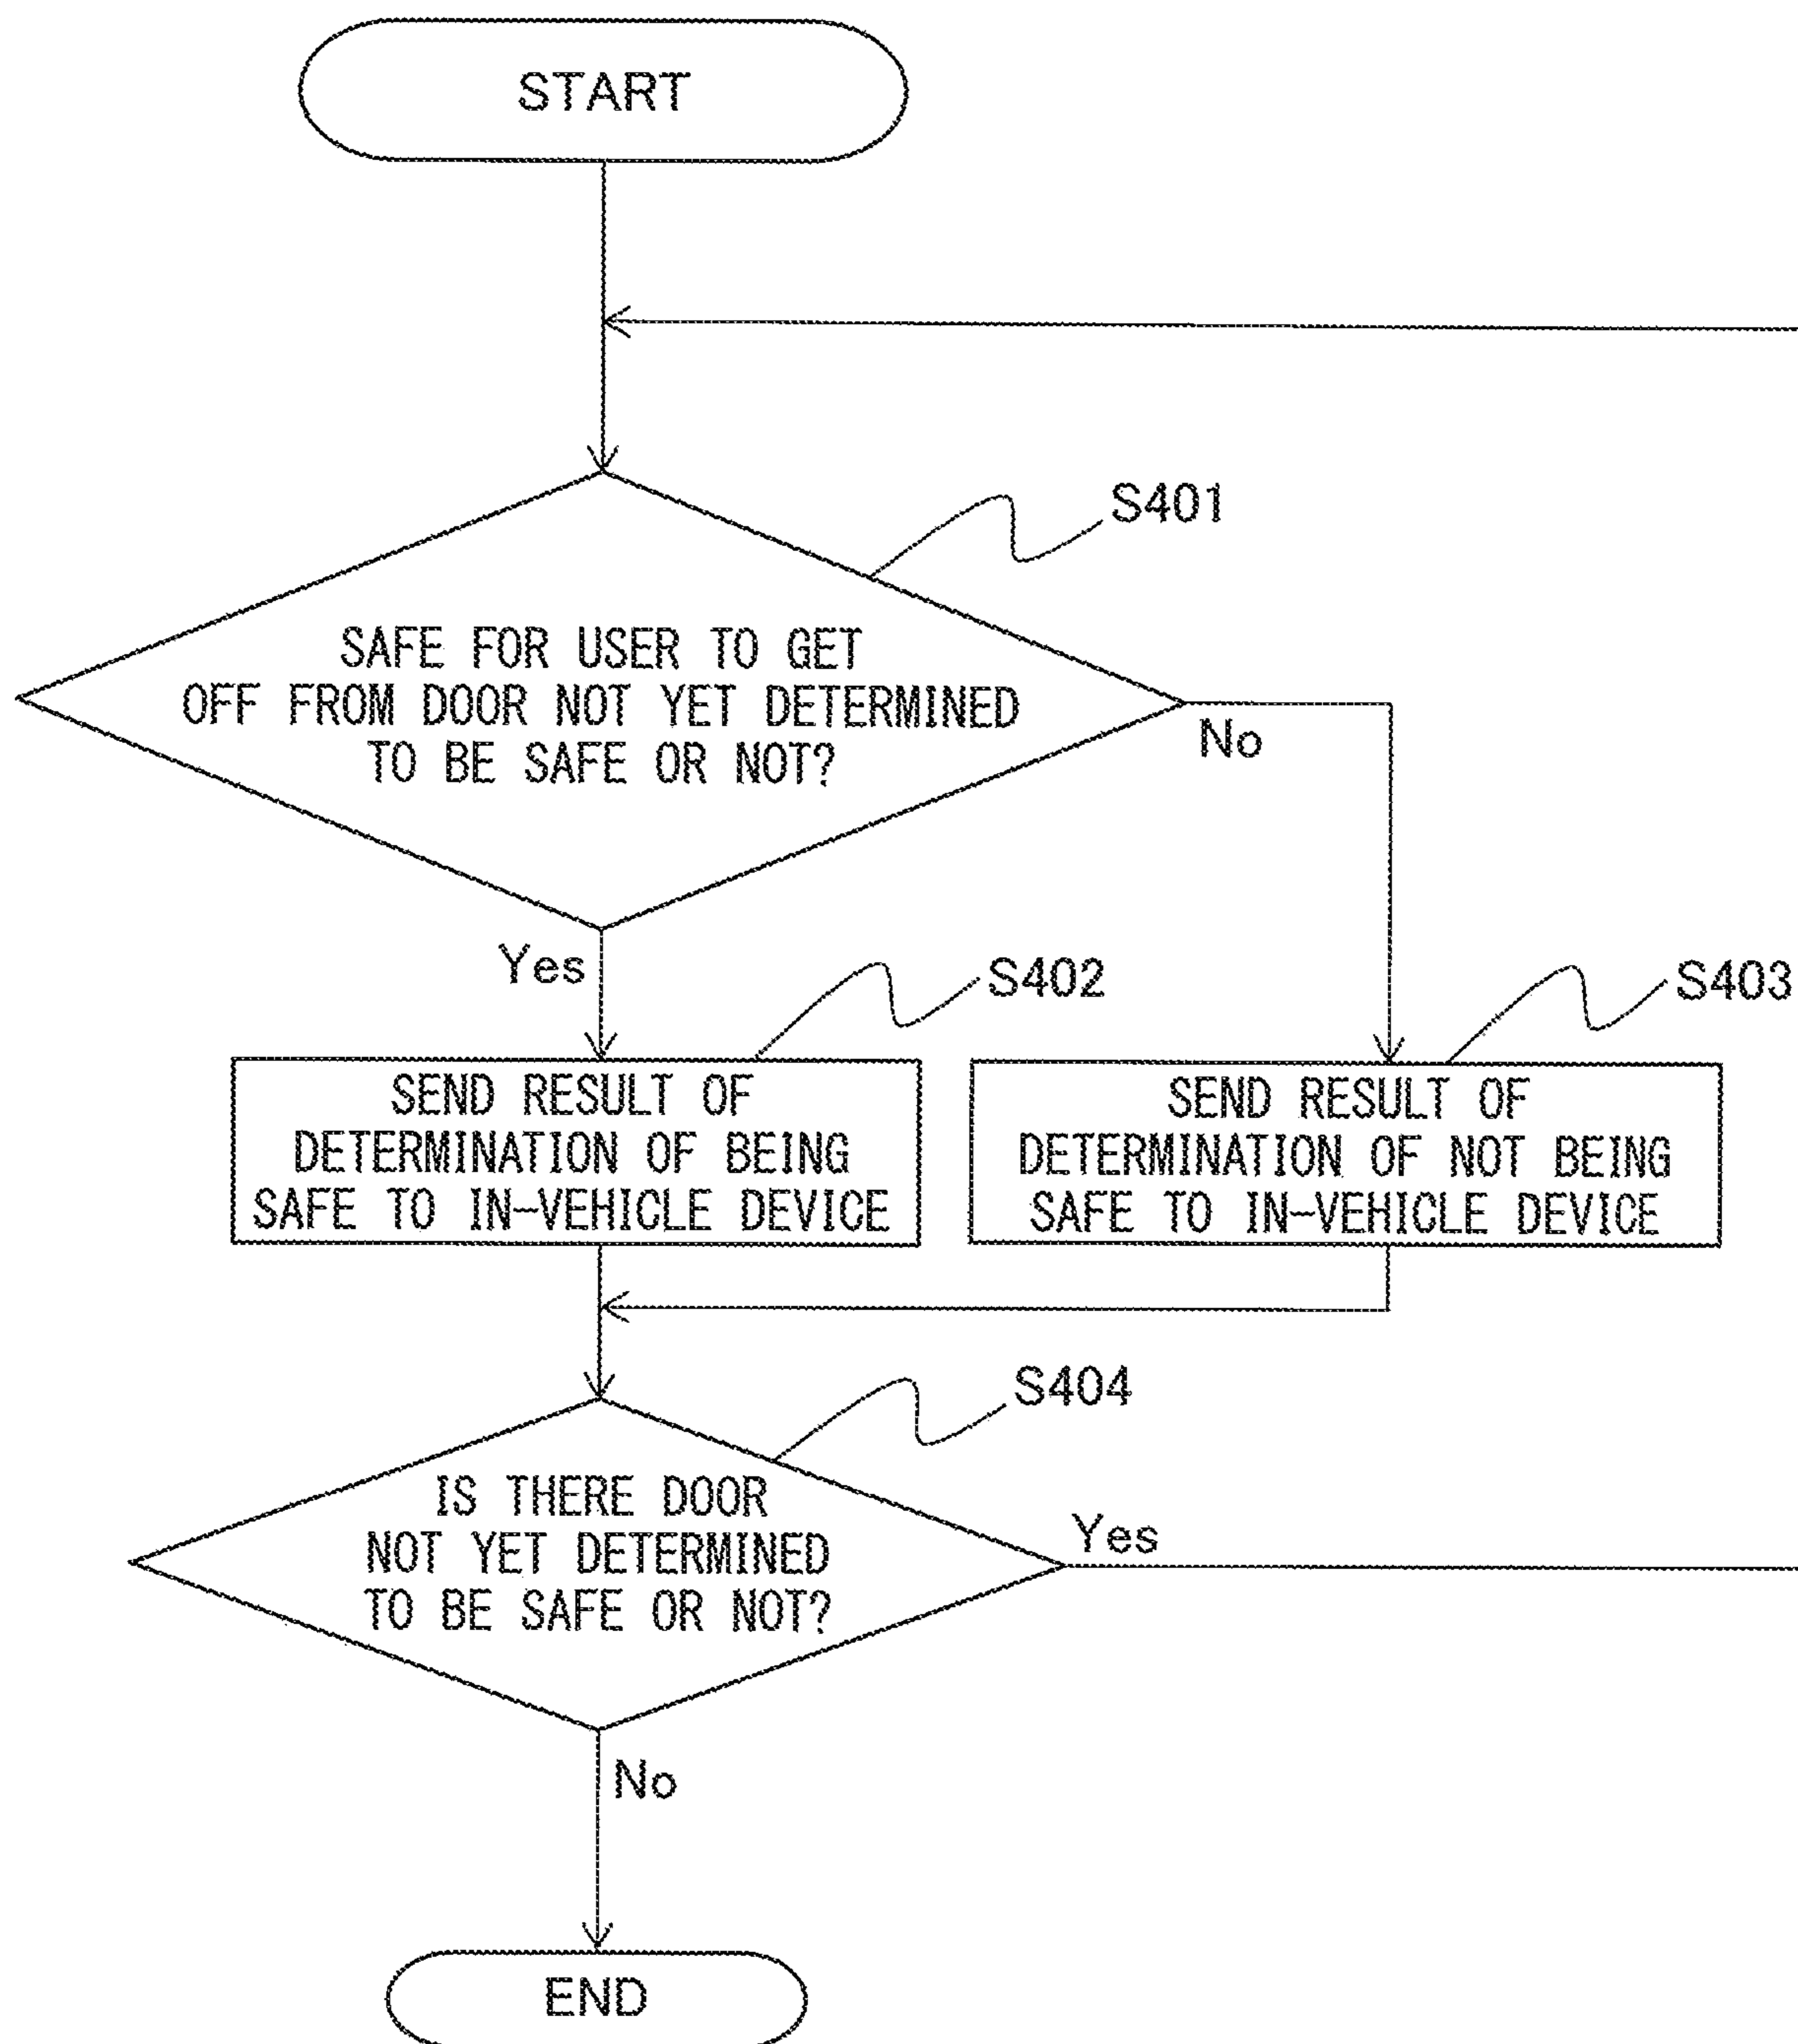 START
S401
SAFE FOR USER TO GET
OFF FROM DOOR NOT YET DETERMINED
TO BE SAFE OR NOT?
No
Yes
S402
S403
SEND RESULT OF
DETERMINATION OF BEING
SAFE TO IN-VEHICLE DEVICE
SEND RESULT OF
DETERMINATION OF NOT BEING
SAFE TO IN-VEHICLE DEVICE
S404
IS THERE DOOR
NOT YET DETERMINED
TO BE SAFE OR NOT?
Yes
No
END